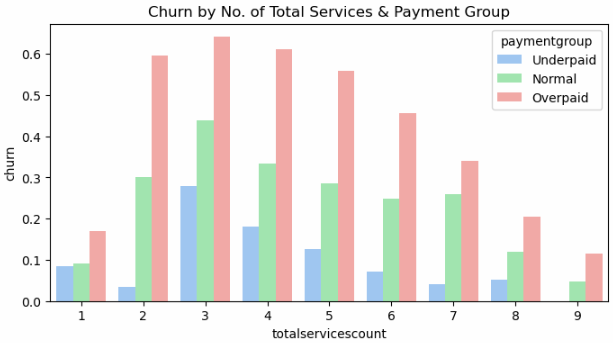 Churn by No. of Total Services & Payment Group
paymentgroup
Underpaid
Normal
Overpaid
churn
0.6
0.5
0.4
0.3
0.2
0.1
0.0
1 2 3 4 5 6 7 8 9
totalservicescount